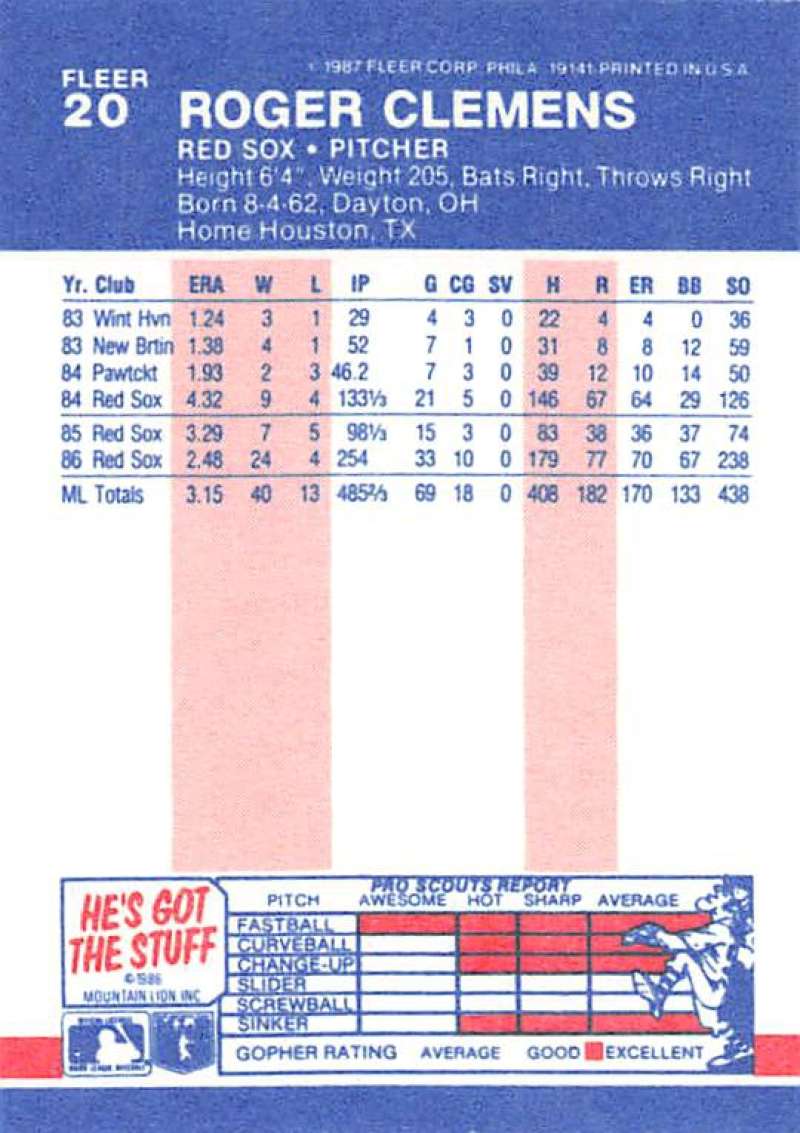 © 1987 FLEER CORP. PHILA. 19141-PRINTED IN U.S.A.
FLEER
20 ROGER CLEMENS
RED SOX • PITCHER
Height 6'4", Weight 205, Bats Right, Throws Right
Born 8-4-62, Dayton, OH
Home Houston, TX
Yr. Club ERA W L IP G CG SV H R ER BB SO
83 Wint Hvn 1.24 3 1 29 4 3 0 22 4 4 0 36
83 New Brtin 1.38 4 1 52 7 1 0 31 8 8 12 59
84 Pawtckt 1.93 2 3 46.2 7 3 0 39 12 10 14 50
84 Red Sox 4.32 9 4 133⅓ 21 5 0 146 67 64 29 126
85 Red Sox 3.29 7 5 98⅓ 15 3 0 83 38 36 37 74
86 Red Sox 2.48 24 4 254 33 10 0 179 77 70 67 238
ML Totals 3.15 40 13 485⅔ 69 18 0 408 182 170 133 438
HE'S GOT
THE STUFF
© 1986
MOUNTAIN LION INC
PRO SCOUTS REPORT
PITCH AWESOME HOT SHARP AVERAGE
FASTBALL
CURVEBALL
CHANGE-UP
SLIDER
SCREWBALL
SINKER
GOPHER RATING AVERAGE GOOD EXCELLENT